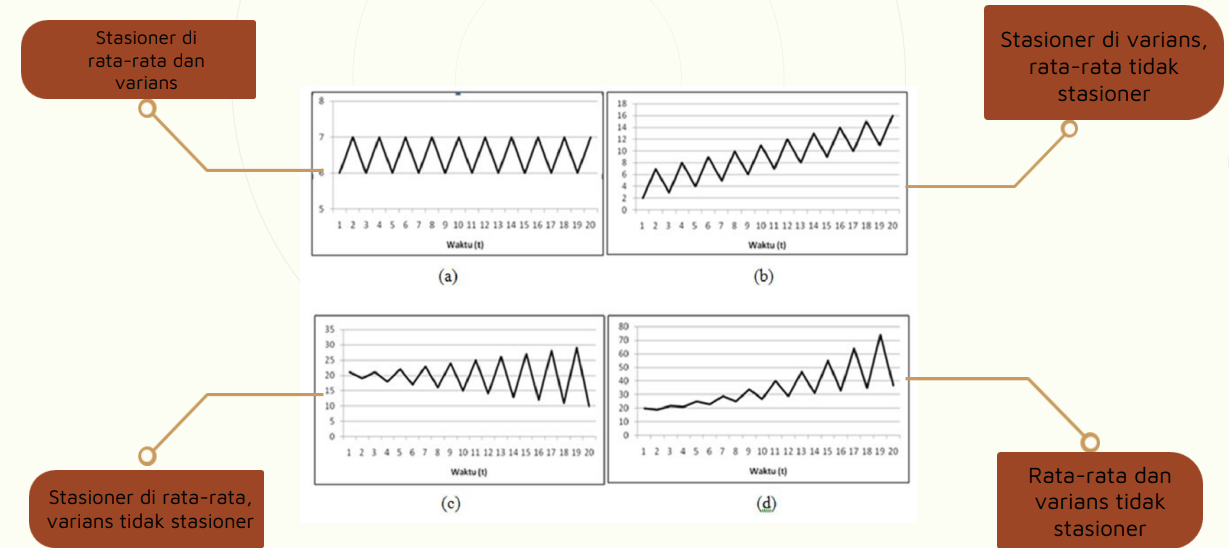 Stasioner di
rata-rata dan
varians
Stasioner di varians,
rata-rata tidak
stasioner
8
7
6
5
1 2 3 4 5 6 7 8 9 10 11 12 13 14 15 16 17 18 19 20
Waktu (t)
(a)
18
16
14
12
10
8
6
4
2
0
1 2 3 4 5 6 7 8 9 10 11 12 13 14 15 16 17 18 19 20
Waktu (t)
(b)
35
30
25
20
15
10
5
0
1 2 3 4 5 6 7 8 9 10 11 12 13 14 15 16 17 18 19 20
Waktu (t)
(c)
80
70
60
50
40
30
20
10
0
1 2 3 4 5 6 7 8 9 10 11 12 13 14 15 16 17 18 19 20
Waktu (t)
(d)
Stasioner di rata-rata,
varians tidak stasioner
Rata-rata dan
varians tidak
stasioner